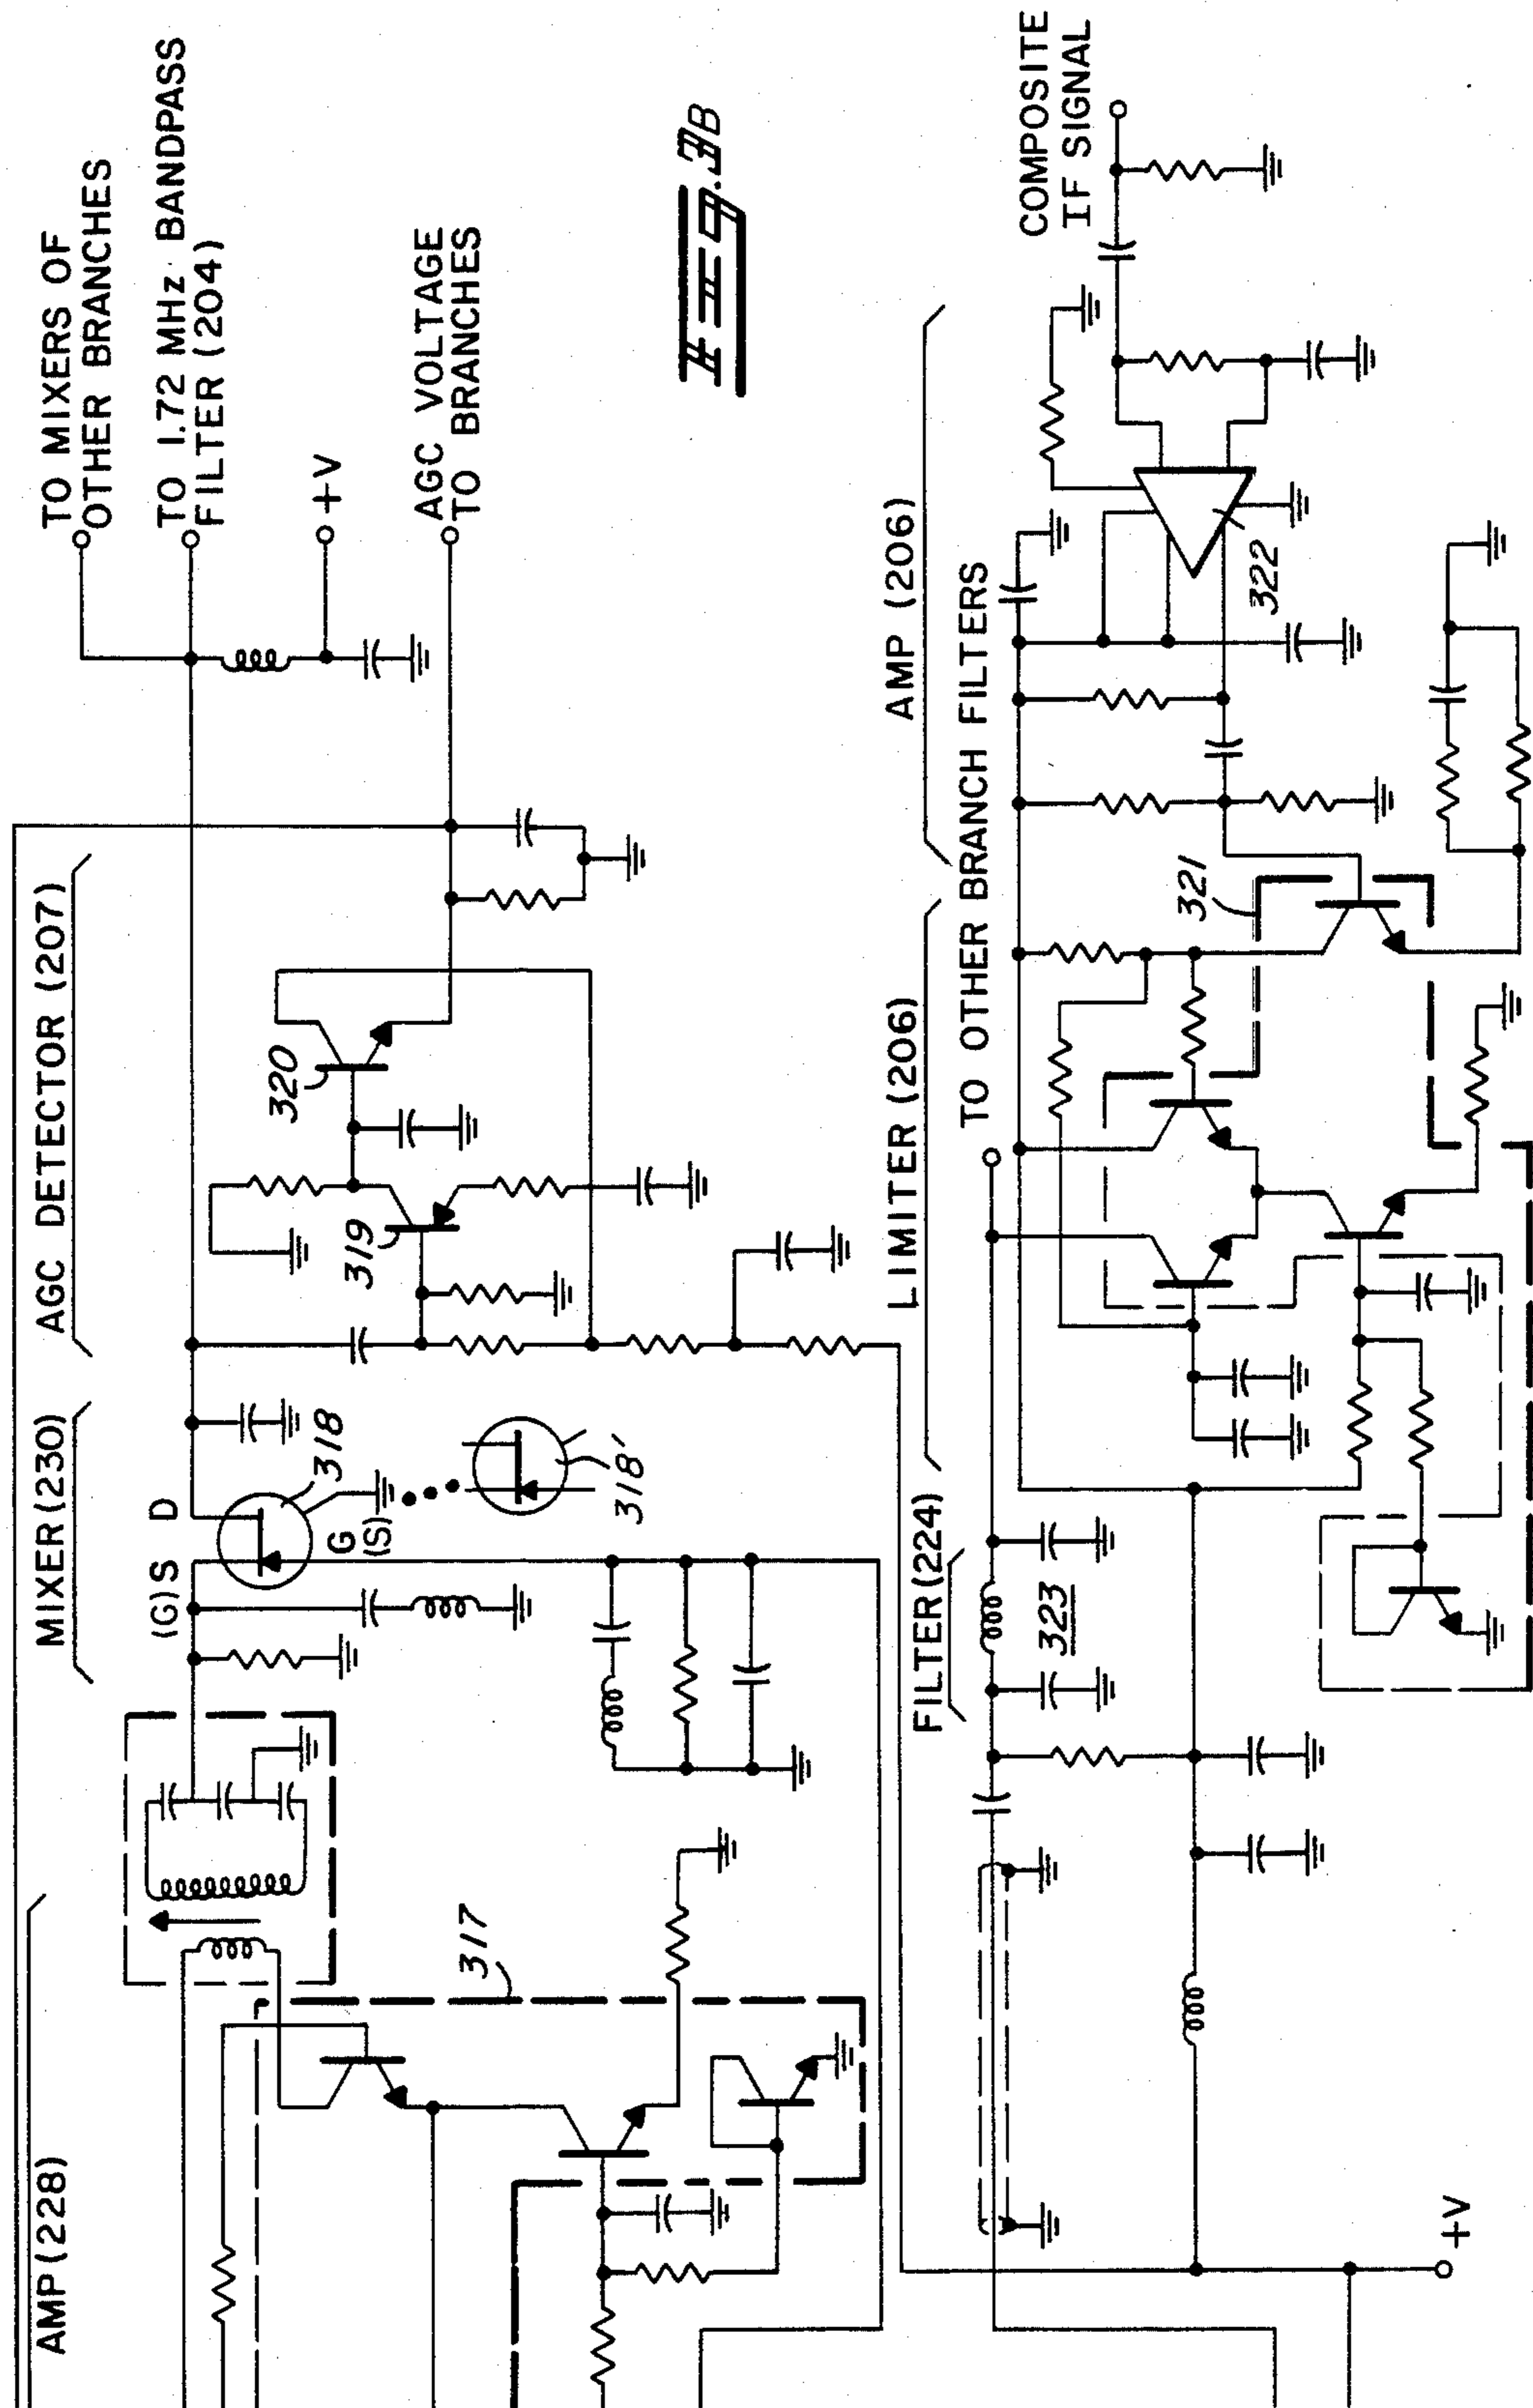 AMP (228)
MIXER (230)
AGC DETECTOR (207)
TO MIXERS OF
OTHER BRANCHES
TO 1.72 MHz BANDPASS
FILTER (204)
+V
AGC VOLTAGE
TO BRANCHES
(G) S
D
G
(S)
318
318'
319
320
317
Fig. 3B
FILTER (224)
LIMITER (206)
AMP (206)
TO OTHER BRANCH FILTERS
COMPOSITE
IF SIGNAL
323
321
322
+V